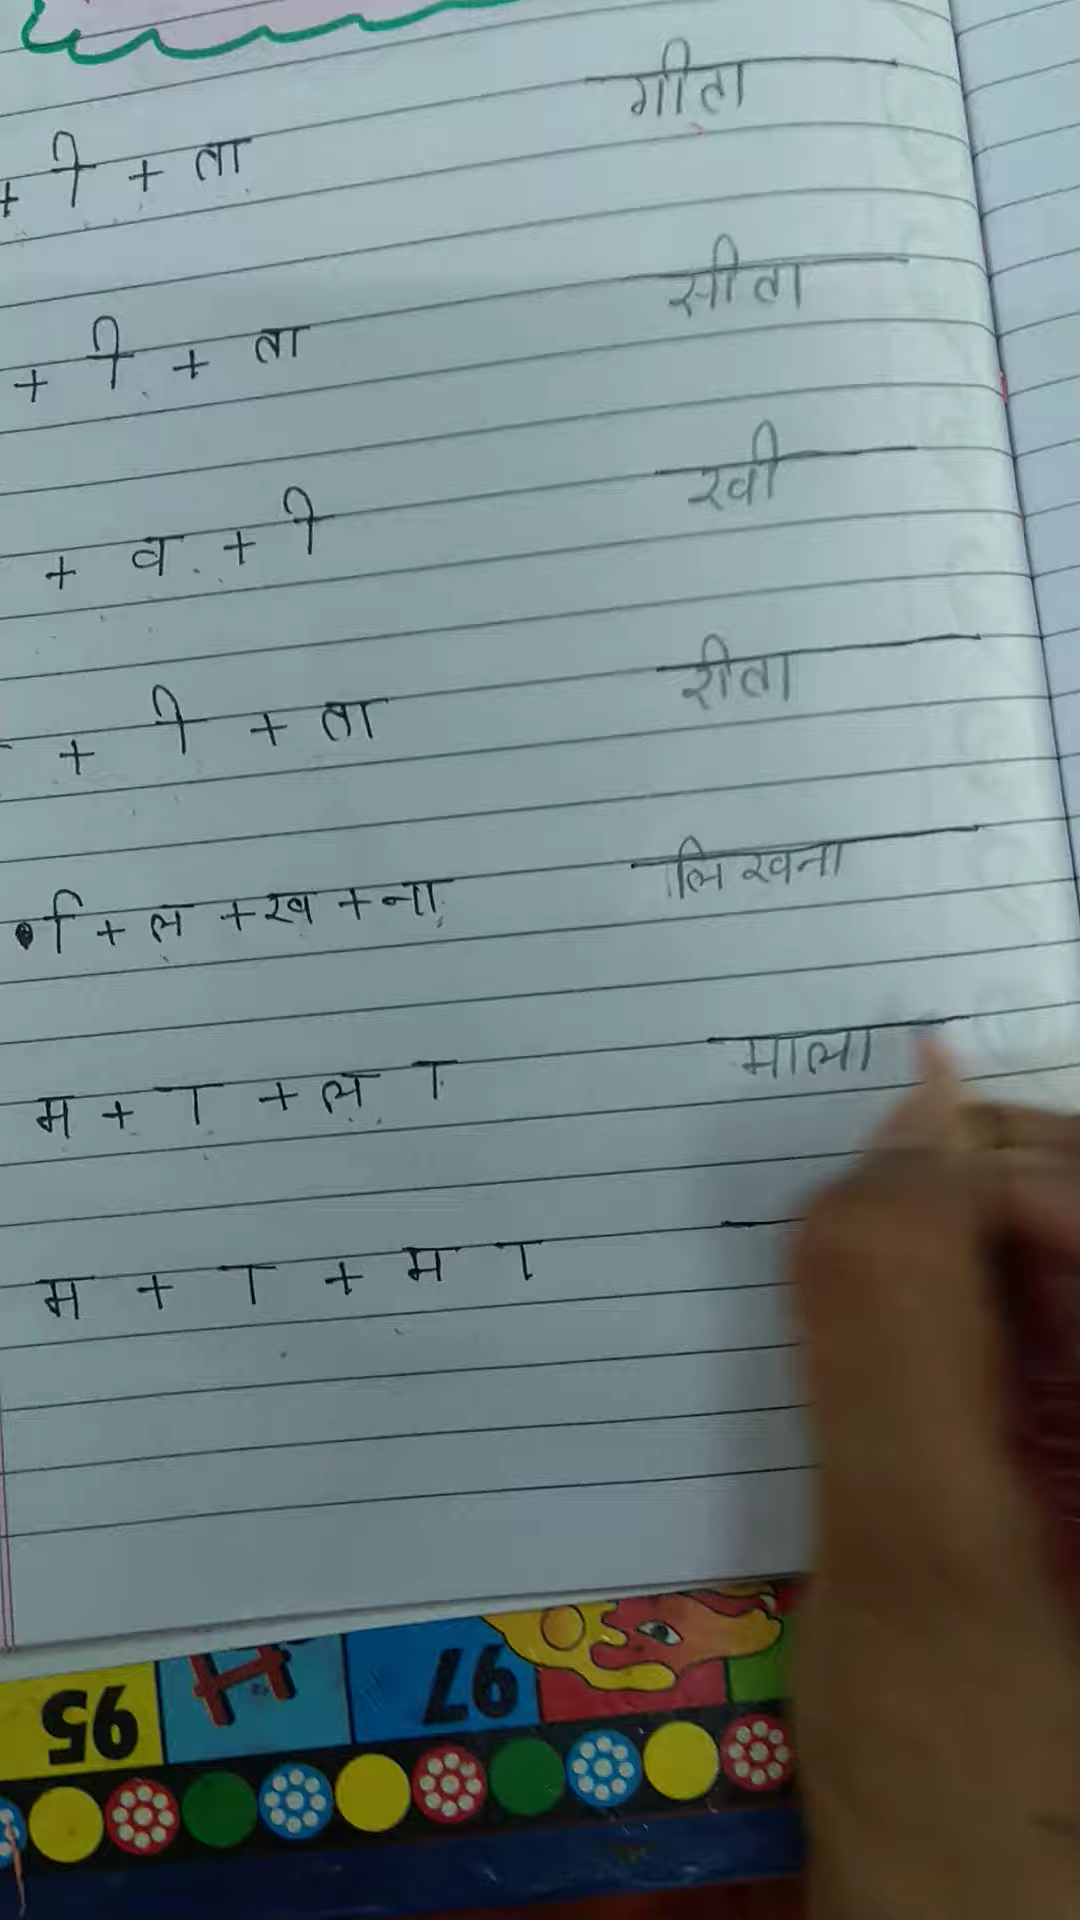 + ी + ता गीता
+ ी + ता सीता
+ व + ी रवी
+ ी + ता रीता
ि + ल + ख + ना लिखना
म + ा + ल ा माला
म + ा + म ा
95 97